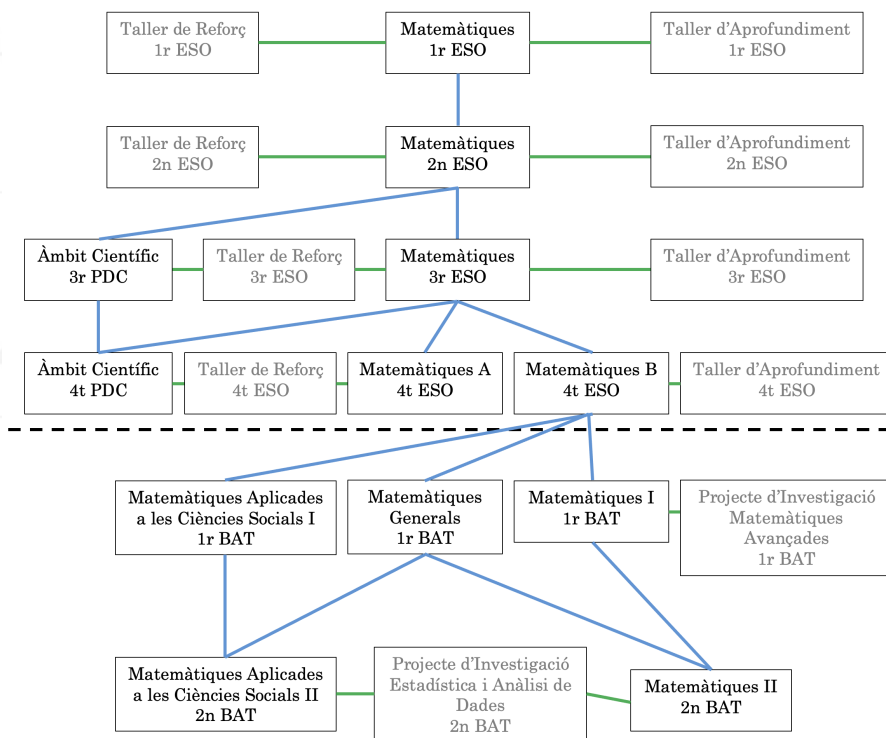 Taller de Reforç
1r ESO
Matemàtiques
1r ESO
Taller d'Aprofundiment
1r ESO
Taller de Reforç
2n ESO
Matemàtiques
2n ESO
Taller d'Aprofundiment
2n ESO
Àmbit Científic
3r PDC
Taller de Reforç
3r ESO
Matemàtiques
3r ESO
Taller d'Aprofundiment
3r ESO
Àmbit Científic
4t PDC
Taller de Reforç
4t ESO
Matemàtiques A
4t ESO
Matemàtiques B
4t ESO
Taller d'Aprofundiment
4t ESO
Matemàtiques Aplicades
a les Ciències Socials I
1r BAT
Matemàtiques
Generals
1r BAT
Matemàtiques I
1r BAT
Projecte d'Investigació
Matemàtiques
Avançades
1r BAT
Matemàtiques Aplicades
a les Ciències Socials II
2n BAT
Projecte d'Investigació
Estadística i Anàlisi de
Dades
2n BAT
Matemàtiques II
2n BAT